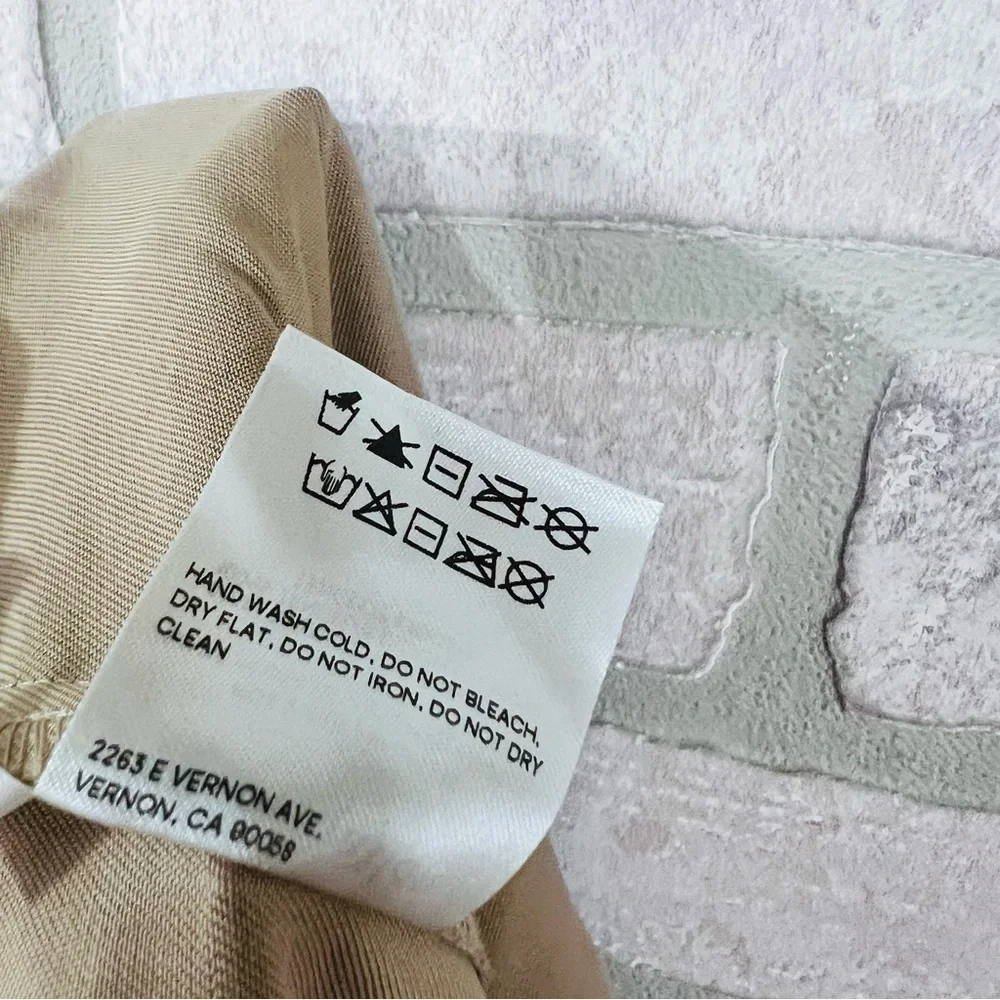 HAND WASH COLD, DO NOT BLEACH,
DRY FLAT, DO NOT IRON, DO NOT DRY
CLEAN
2263 E VERNON AVE.
VERNON, CA 90058